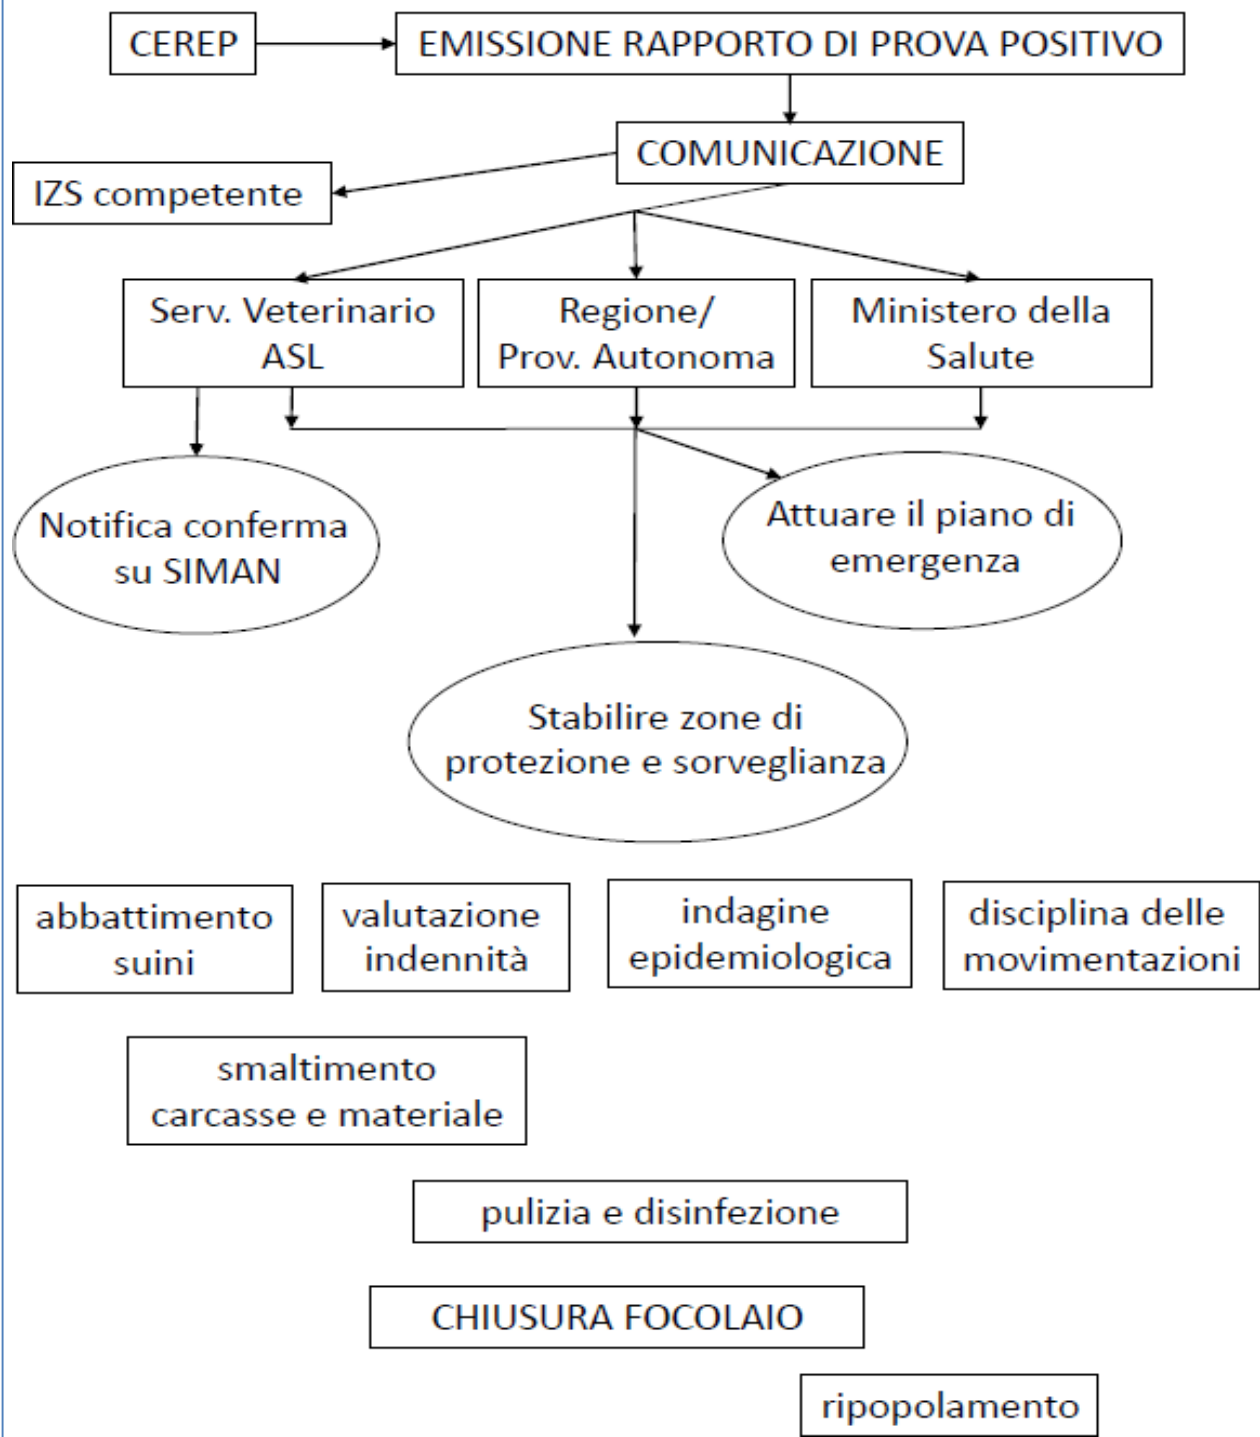 CEREP
EMISSIONE RAPPORTO DI PROVA POSITIVO
COMUNICAZIONE
IZS competente
Serv. Veterinario
ASL
Regione/
Prov. Autonoma
Ministero della
Salute
Notifica conferma
su SIMAN
Attuare il piano di
emergenza
Stabilire zone di
protezione e sorveglianza
abbattimento
suini
valutazione
indennità
indagine
epidemiologica
disciplina delle
movimentazioni
smaltimento
carcasse e materiale
pulizia e disinfezione
CHIUSURA FOCOLAIO
ripopolamento